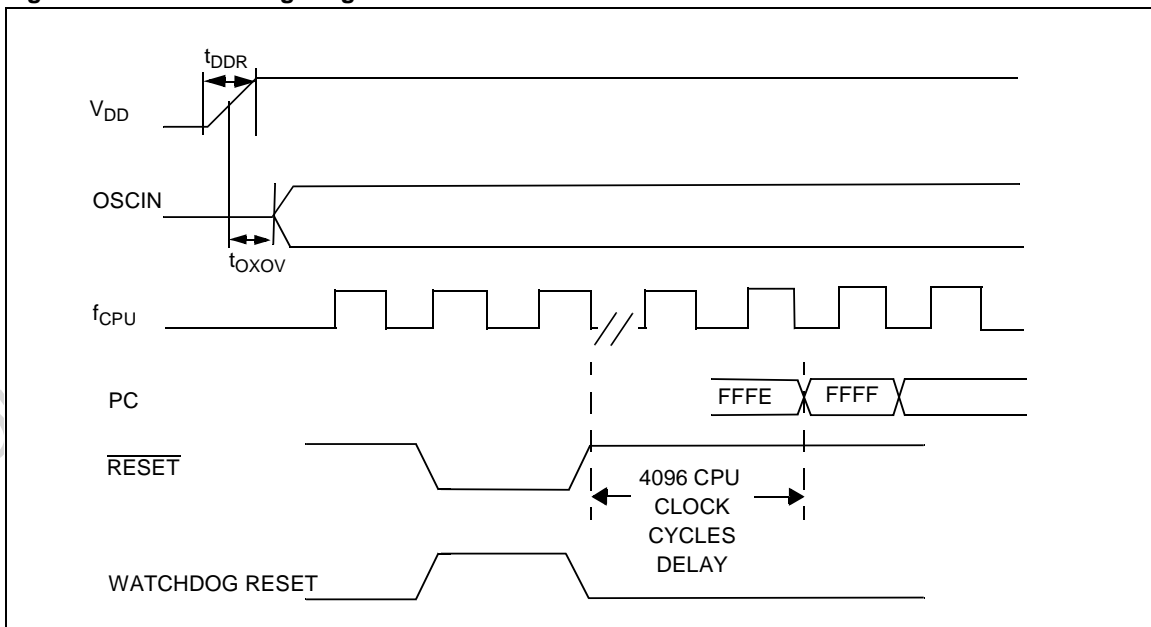 tDDR
VDD
OSCIN
tOXOV
fCPU
PC
FFFE
FFFF
RESET
4096 CPU
CLOCK
CYCLES
DELAY
WATCHDOG RESET